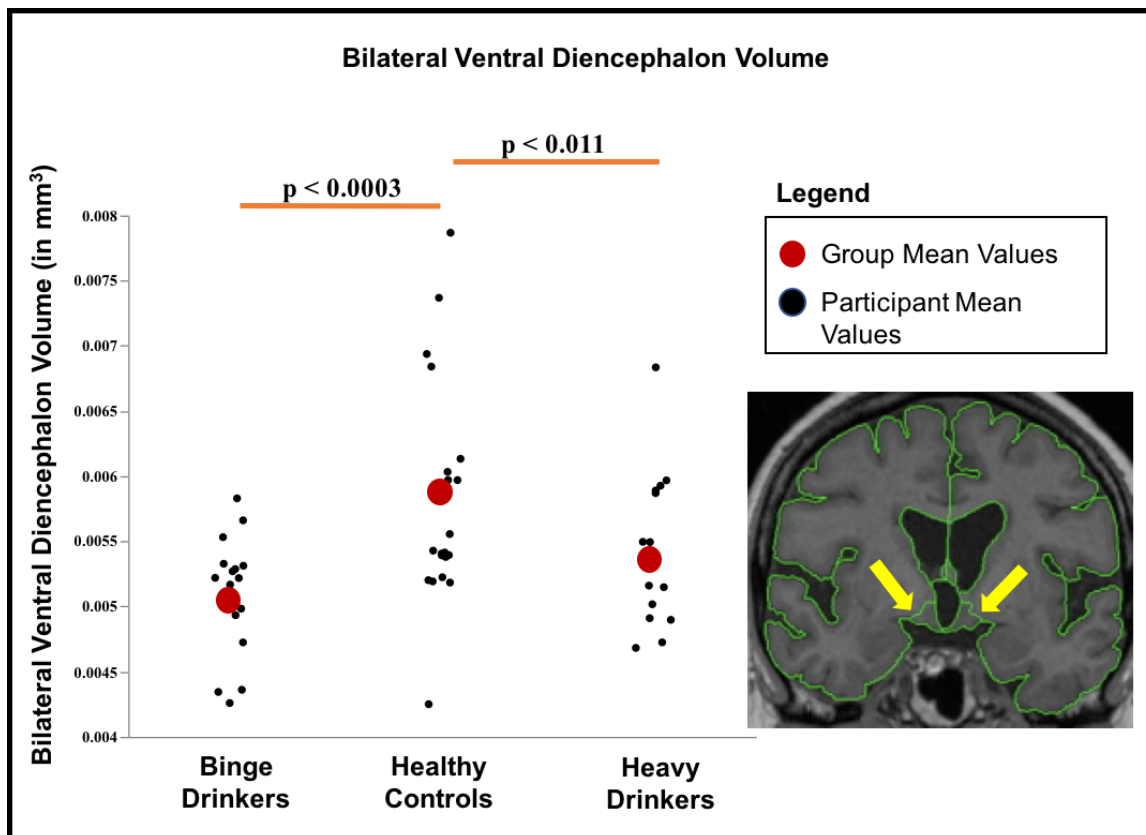 Bilateral Ventral Diencephalon Volume
p < 0.011
p < 0.0003
Bilateral Ventral Diencephalon Volume (in mm³)
0.008
0.0075
0.007
0.0065
0.006
0.0055
0.005
0.0045
0.004
Binge
Drinkers
Healthy
Controls
Heavy
Drinkers
Legend
Group Mean Values
Participant Mean
Values